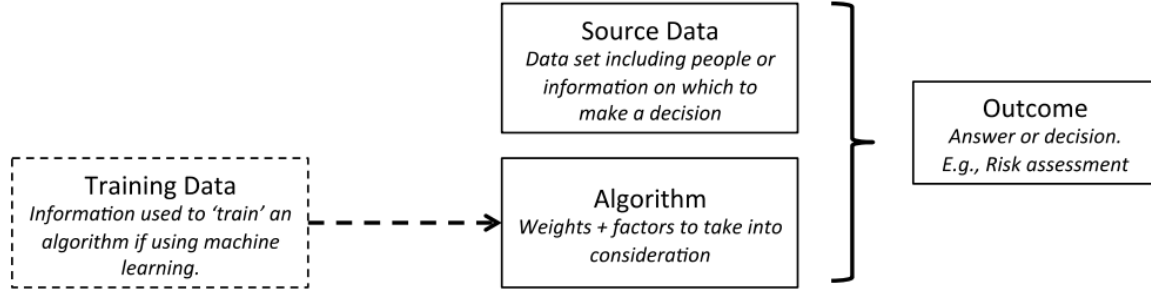 Source Data
Data set including people or
information on which to
make a decision
Outcome
Answer or decision.
E.g., Risk assessment
Training Data
Information used to ‘train’ an
algorithm if using machine
learning.
Algorithm
Weights + factors to take into
consideration